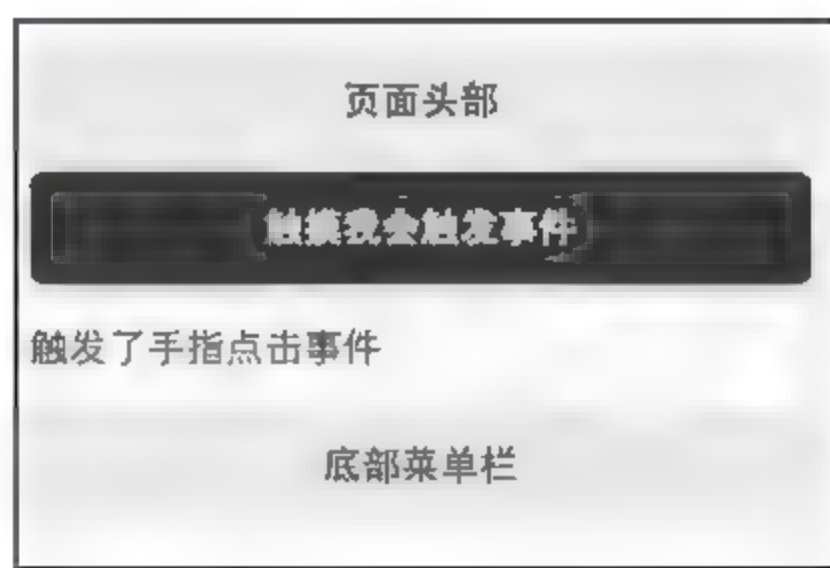 页面头部
触摸我会触发事件
触发了手指点击事件
底部菜单栏